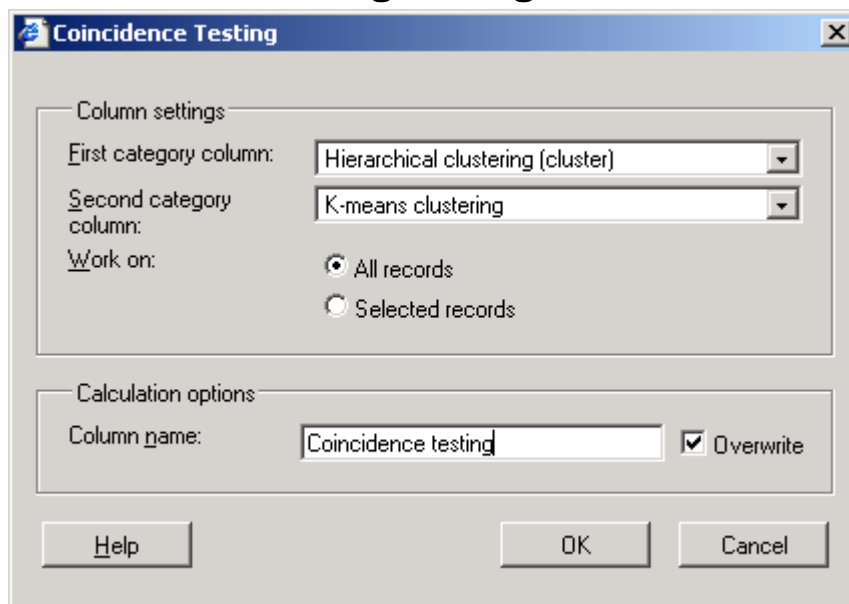 Coincidence Testing
Column settings
First category column:
Hierarchical clustering (cluster)
Second category
column:
K-means clustering
Work on:
All records
Selected records
Calculation options
Column name:
Coincidence testing
Overwrite
Help
OK
Cancel